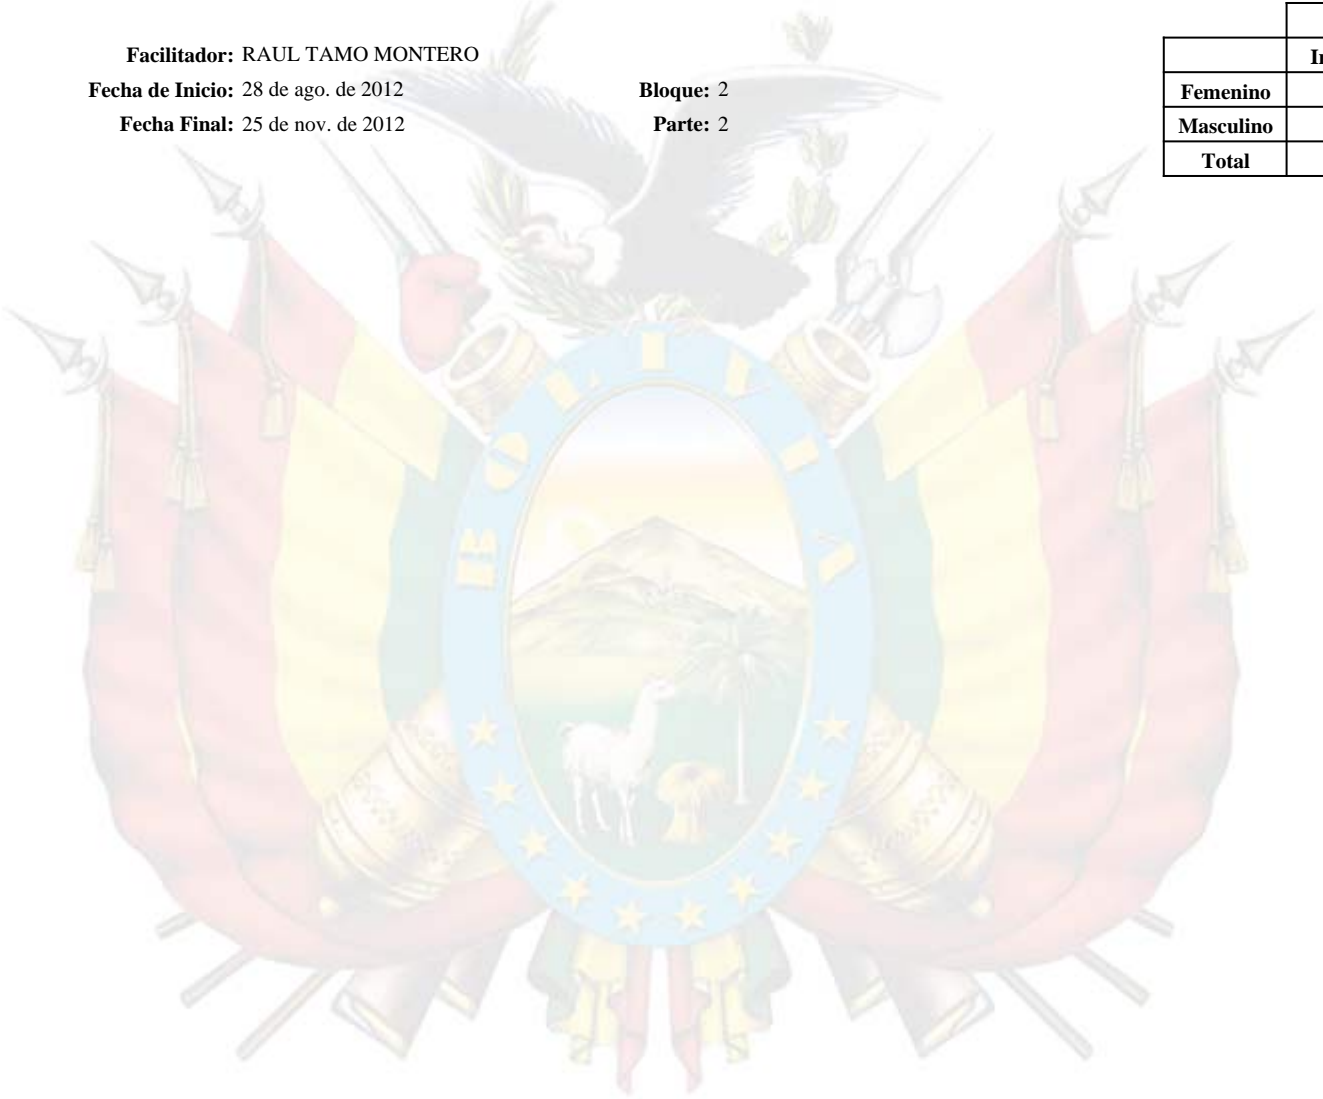 Facilitador: RAUL TAMO MONTERO
Fecha de Inicio: 28 de ago. de 2012 Bloque: 2
Fecha Final: 25 de nov. de 2012 Parte: 2
Femenino
Masculino
Total
BOLIVIA